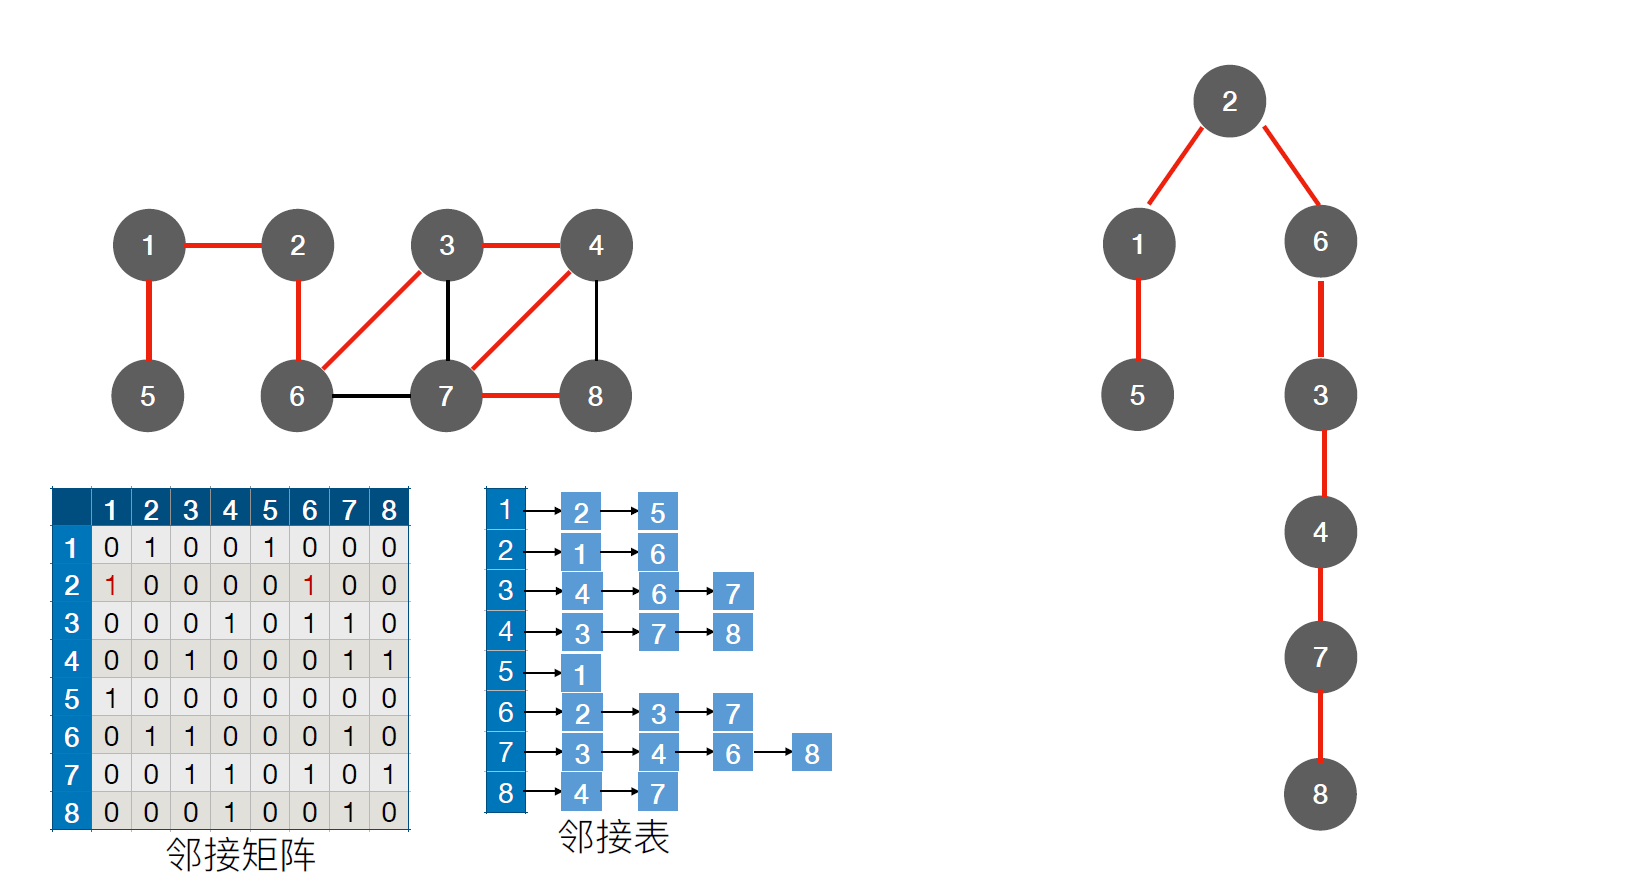 2
1 2 3 4
1 6
5 6 7 8
5 3
4
7
8
1 2 3 4 5 6 7 8
1 0 1 0 0 1 0 0 0
2 1 0 0 0 0 1 0 0
3 0 0 0 1 0 1 1 0
4 0 0 1 0 0 0 1 1
5 1 0 0 0 0 0 0 0
6 0 1 1 0 0 0 1 0
7 0 0 1 1 0 1 0 1
8 0 0 0 1 0 0 1 0
邻接矩阵
1 2 5
2 1 6
3 4 6 7
4 3 7 8
5 1
6 2 3 7
7 3 4 6 8
8 4 7
邻接表